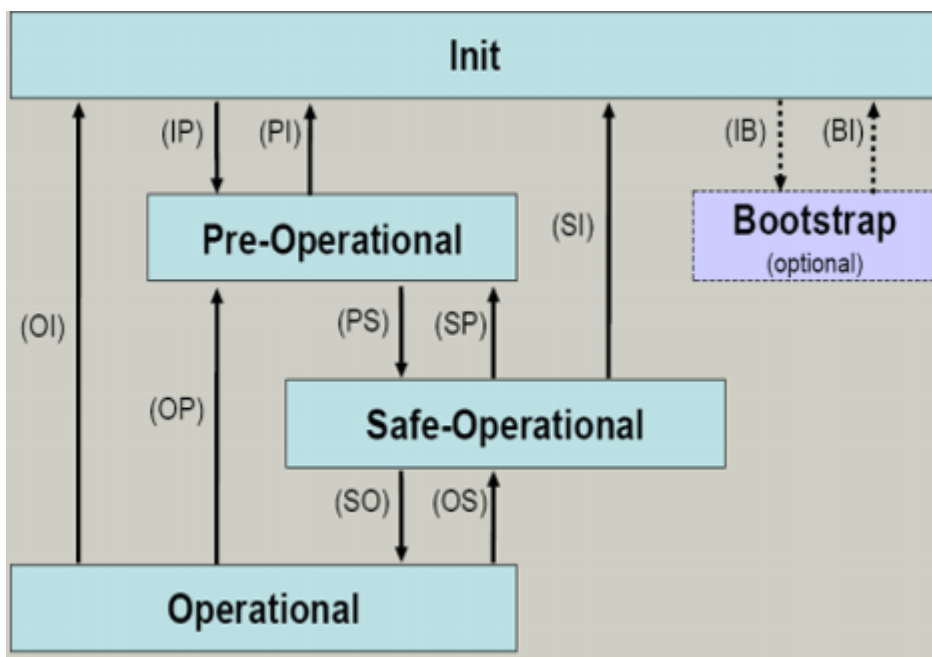 Init
(IP)
(PI)
(IB)
(BI)
Pre-Operational
(SI)
Bootstrap
(optional)
(OI)
(PS)
(SP)
(OP)
Safe-Operational
(SO)
(OS)
Operational